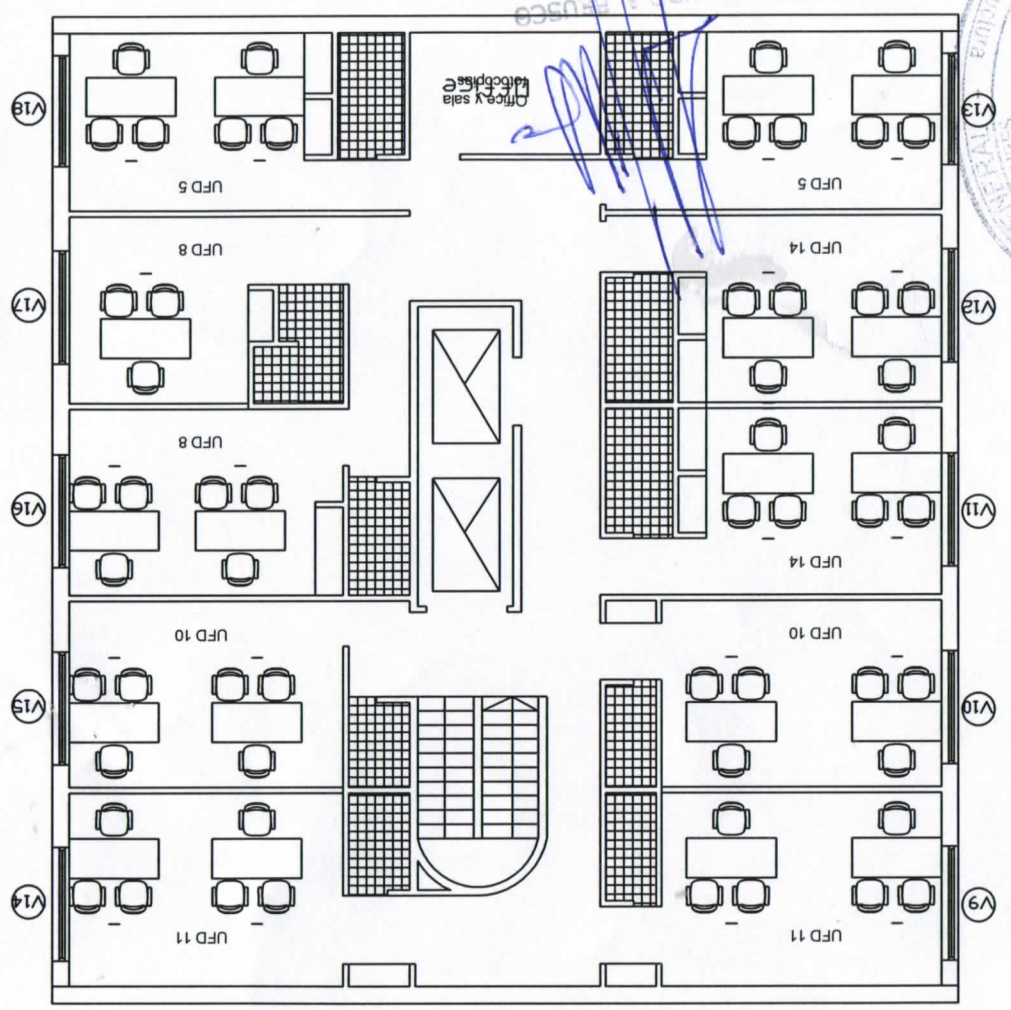 UFD 11
UFD 11
V9
V14
V10
V15
UFD 10
UFD 10
UFD 14
V11
V16
UFD 8
V12
V17
UFD 14
UFD 8
UFD 5
UFD 5
V13
V18
Office y sala
fotocopias
OFFICE